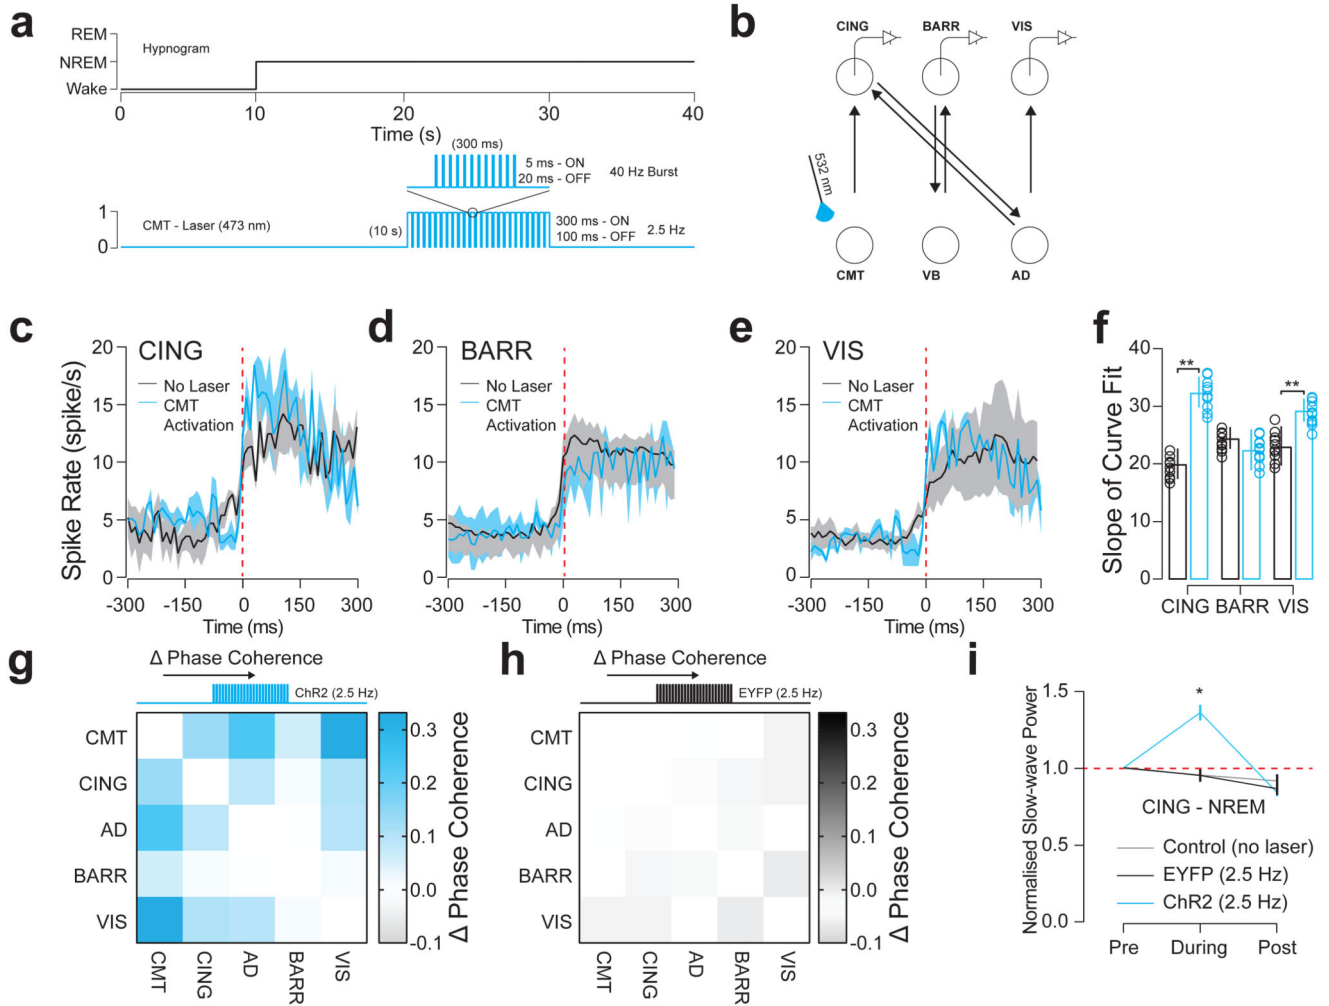 a
REM
NREM
Wake
Hypnogram
0
10
20
30
40
Time (s)
(300 ms)
5 ms - ON
20 ms - OFF
40 Hz Burst
1
0
CMT - Laser (473 nm)
(10 s)
300 ms - ON
100 ms - OFF
2.5 Hz
b
CING
BARR
VIS
532 nm
CMT
VB
AD
c
CING
No Laser
CMT
Activation
Spike Rate (spike/s)
20
15
10
5
0
-300
-150
0
150
300
Time (ms)
d
BARR
No Laser
CMT
Activation
20
15
10
5
0
-300
-150
0
150
300
Time (ms)
e
VIS
No Laser
CMT
Activation
20
15
10
5
0
-300
-150
0
150
300
Time (ms)
f
Slope of Curve Fit
40
30
20
10
0
**
**
CING
BARR
VIS
g
Δ Phase Coherence
ChR2 (2.5 Hz)
CMT
CING
AD
BARR
VIS
CMT
CING
AD
BARR
VIS
0.3
0.2
0.1
0.0
-0.1
Δ Phase Coherence
h
Δ Phase Coherence
EYFP (2.5 Hz)
CMT
CING
AD
BARR
VIS
CMT
CING
AD
BARR
VIS
0.3
0.2
0.1
0.0
-0.1
Δ Phase Coherence
i
Normalised Slow-wave Power
1.5
1.0
0.5
0.0
*
CING - NREM
Control (no laser)
EYFP (2.5 Hz)
ChR2 (2.5 Hz)
Pre
During
Post